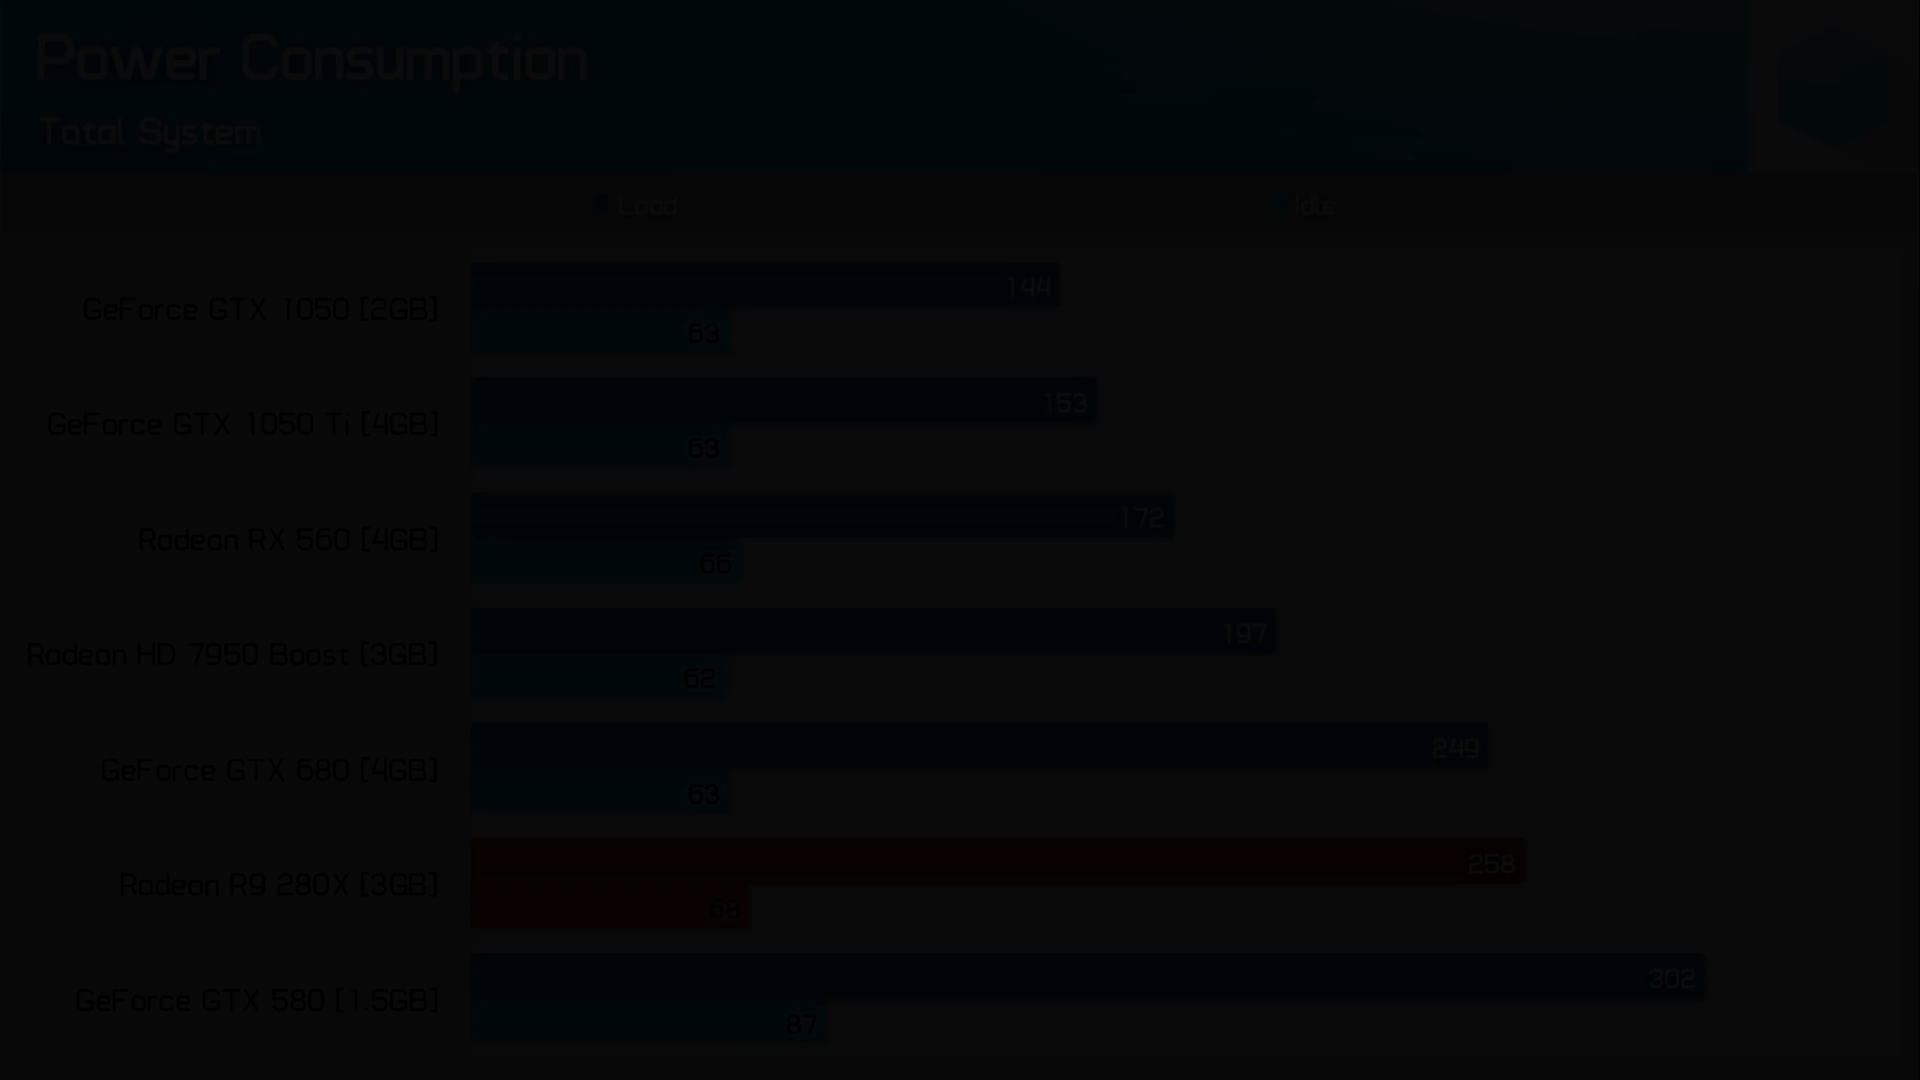 Power Consumption
Total System
Load Idle
GeForce GTX 1050 [2GB] 144
63
GeForce GTX 1050 Ti [4GB] 153
63
Radeon RX 560 [4GB] 172
66
Radeon HD 7950 Boost [3GB] 197
62
GeForce GTX 680 [4GB] 249
63
Radeon R9 280X [3GB] 258
68
GeForce GTX 580 [1.5GB] 302
87